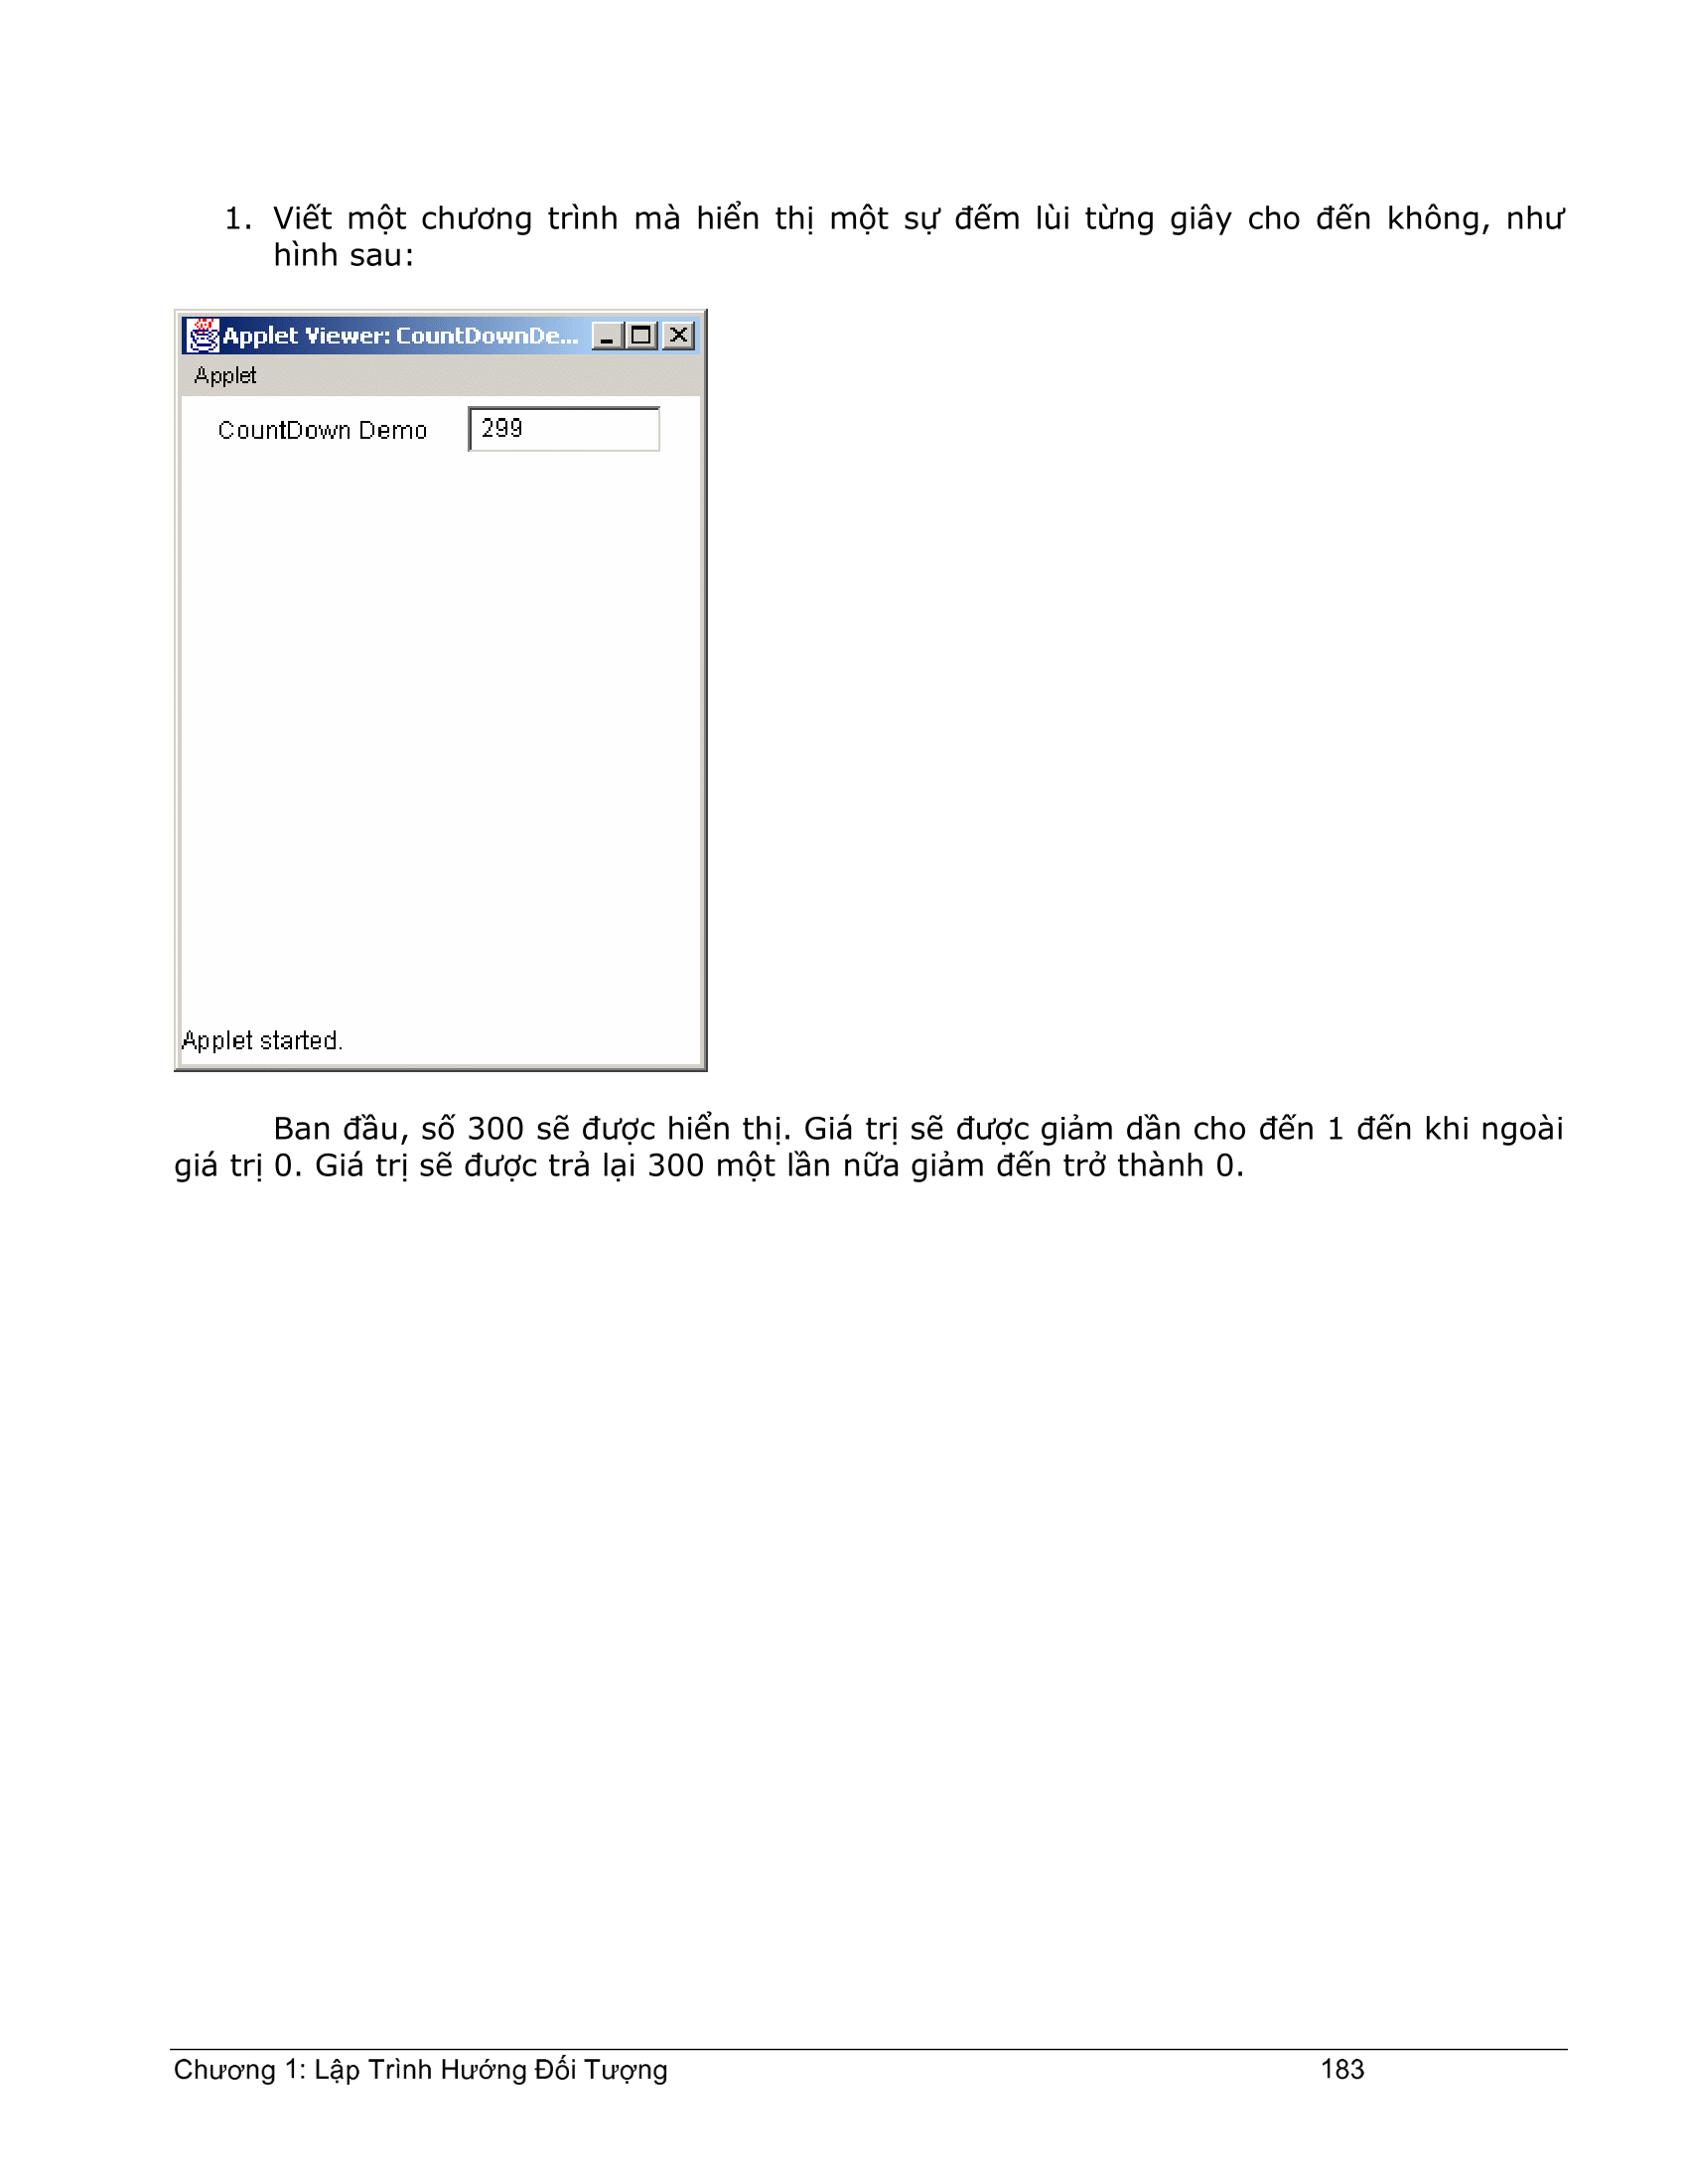 1. Viết một chương trình mà hiển thị một sự đếm lùi từng giây cho đến không, như
hình sau:
Applet Viewer: CountDownDe...
Applet
CountDown Demo 299
Applet started.
Ban đầu, số 300 sẽ được hiển thị. Giá trị sẽ được giảm dần cho đến 1 đến khi ngoài
giá trị 0. Giá trị sẽ được trả lại 300 một lần nữa giảm đến trở thành 0.
Chương 1: Lập Trình Hướng Đối Tượng 183